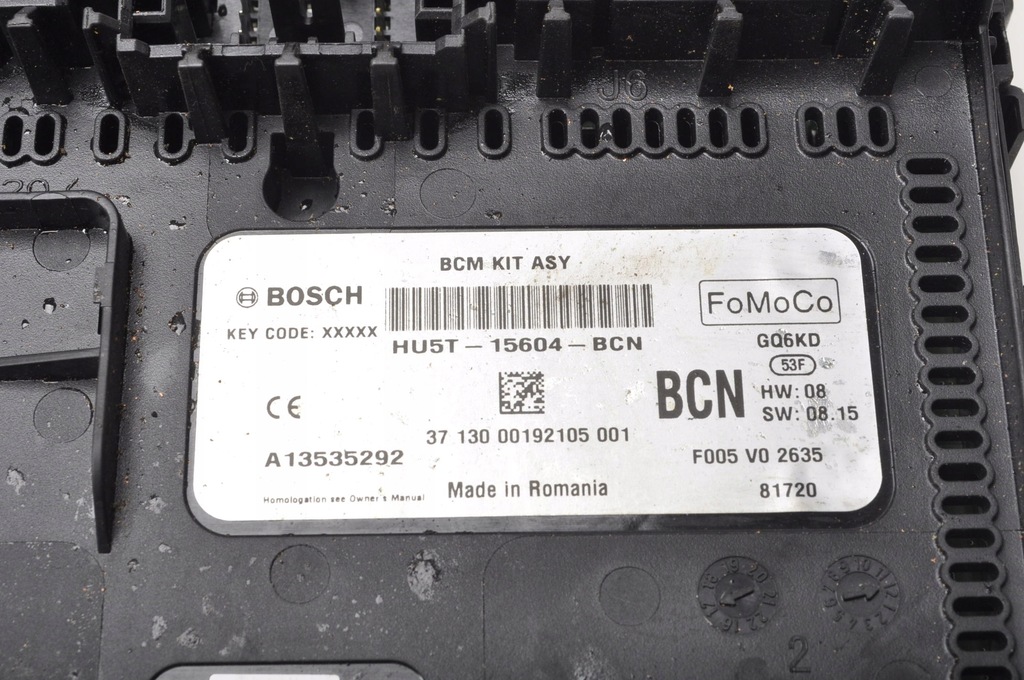 J6
BCM KIT ASY
BOSCH
FoMoCo
KEY CODE: XXXXX
HU5T-15604-BCN
GQ6KD
53F
BCN
HW: 08
SW: 08.15
CE
37 130 00192105 001
A13535292
F005 V0 2635
Homologation see Owner's Manual
Made in Romania
81720
2